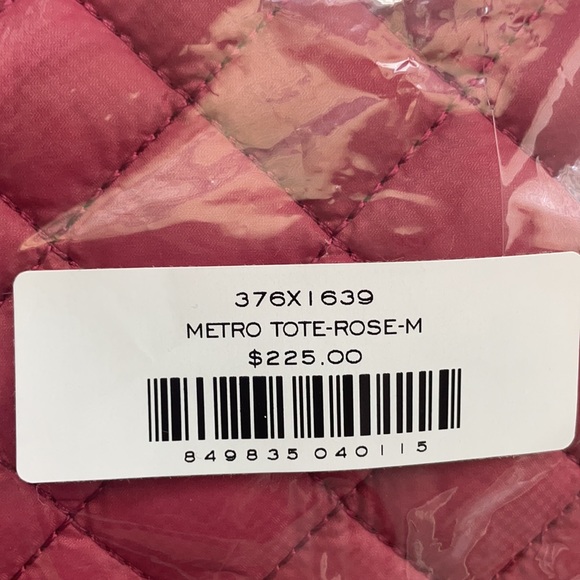 376X1639
METRO TOTE-ROSE-M
$225.00
849835 040115